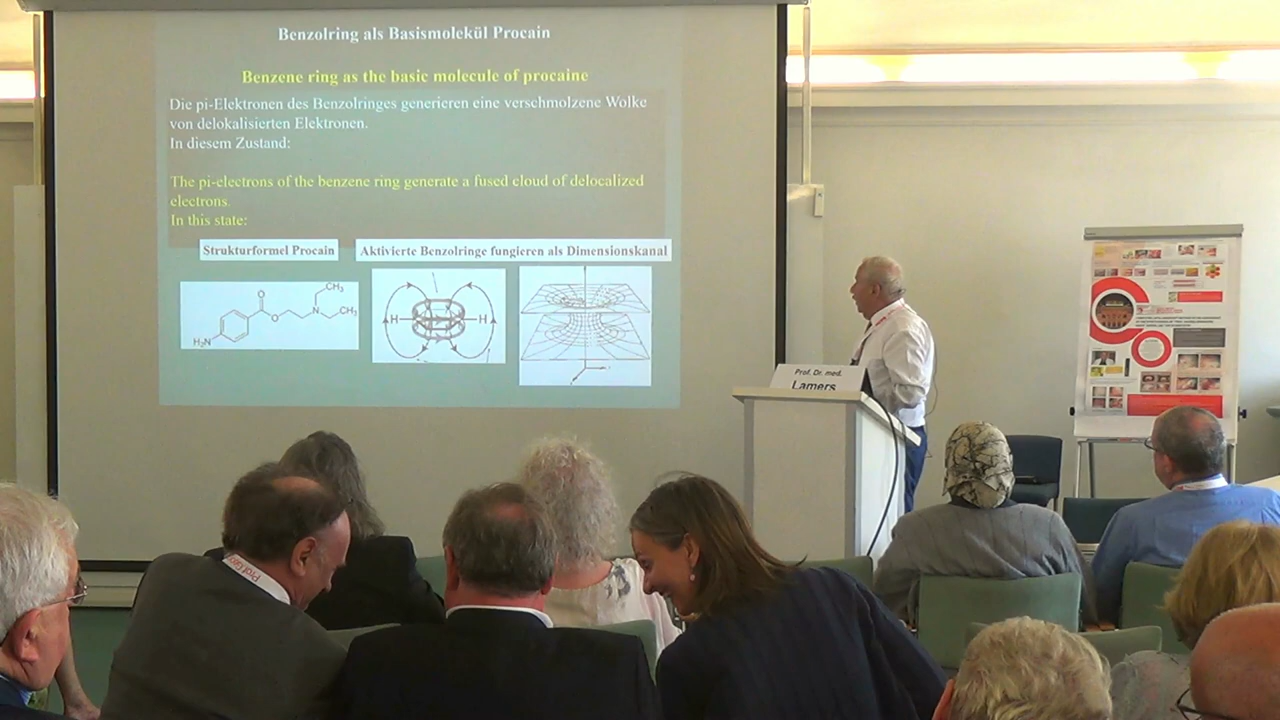 Benzolring als Basismolekül Procain
Benzene ring as the basic molecule of procaine
Die pi-Elektronen des Benzolringes generieren eine verschmolzene Wolke
von delokalisierten Elektronen.
In diesem Zustand:
The pi-electrons of the benzene ring generate a fused cloud of delocalized
electrons.
In this state:
Strukturformel Procain
Aktivierte Benzolringe fungieren als Dimensionskanal
CH₃
O
O
N
CH₃
H₂N
H
H
Prof. Dr. med.
Lamers